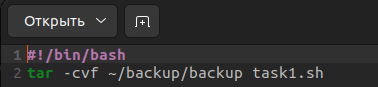 Открыть
1 #!/bin/bash
2 tar -cvf ~/backup/backup task1.sh